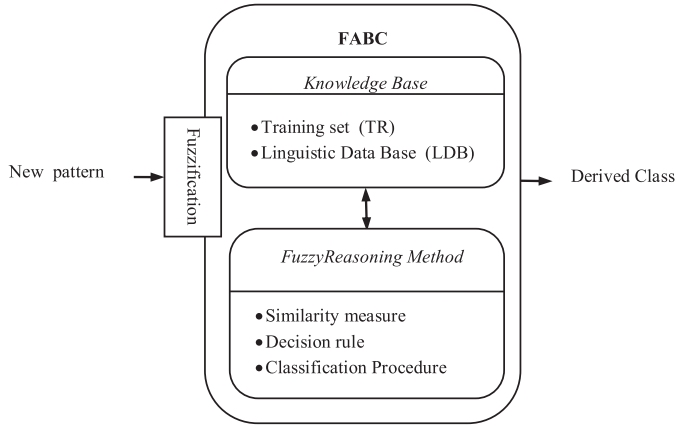 FABC
Knowledge Base
•Training set (TR)
•Linguistic Data Base (LDB)
Fuzzification
New pattern
Derived Class
FuzzyReasoning Method
•Similarity measure
•Decision rule
•Classification Procedure